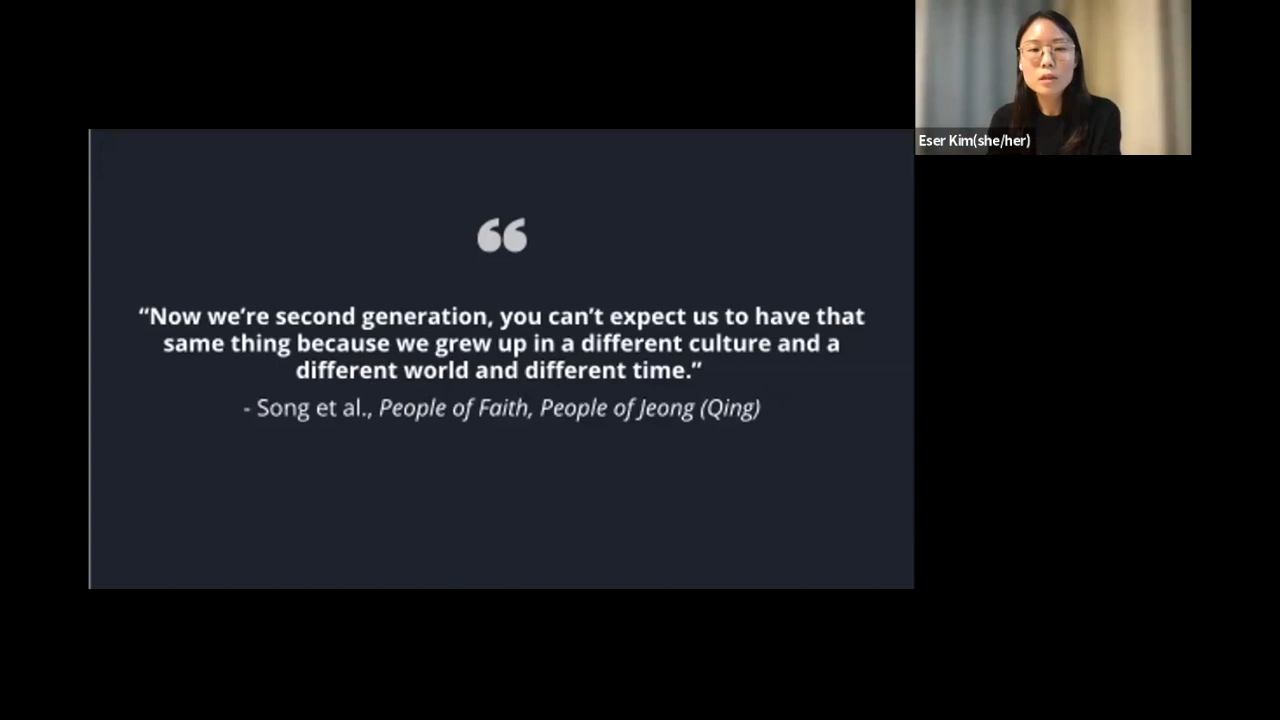 Eser Kim(she/her)
❝
“Now we’re second generation, you can’t expect us to have that
same thing because we grew up in a different culture and a
different world and different time.”
- Song et al., People of Faith, People of Jeong (Qing)